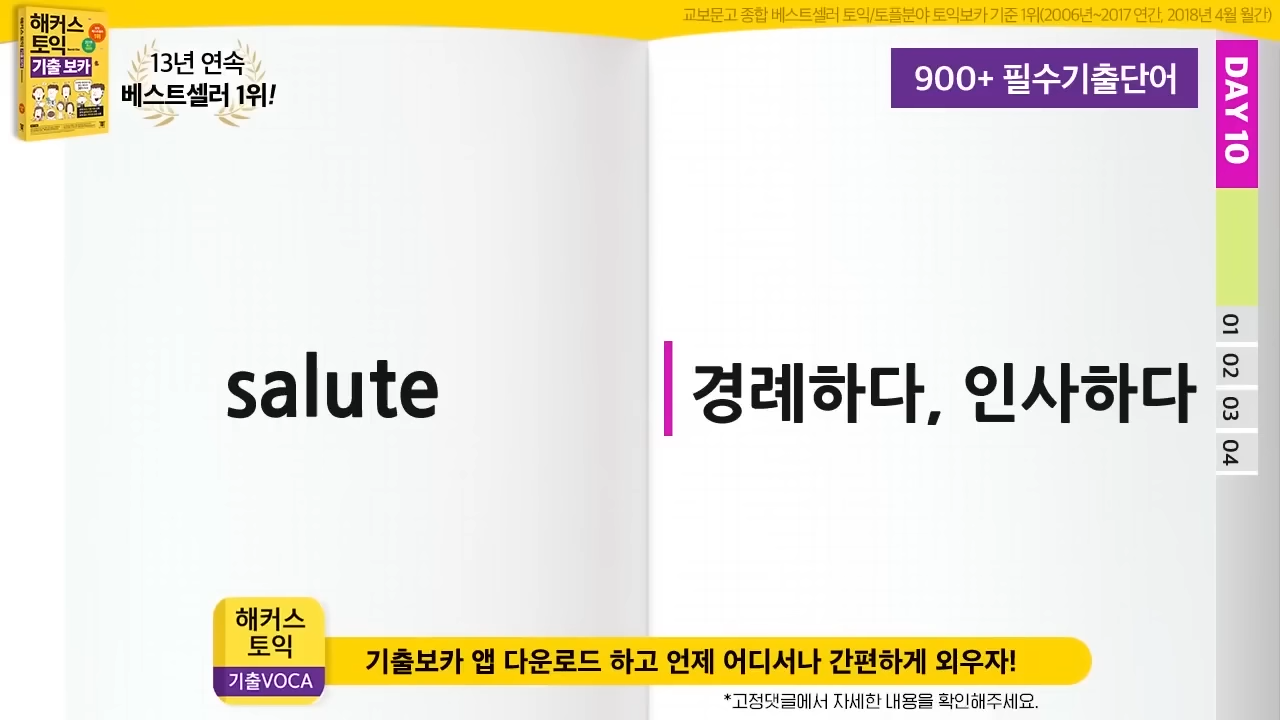 교보문고 종합 베스트셀러 토익/토플분야 토익보카 기준 1위(2006년~2017 연간, 2018년 4월 월간)
해커스
토익
기출 보카
13년 연속
베스트셀러 1위!
900+ 필수기출단어
DAY 10
salute
경례하다, 인사하다
01
02
03
04
해커스
토익
기출VOCA
기출보카 앱 다운로드 하고 언제 어디서나 간편하게 외우자!
*고정댓글에서 자세한 내용을 확인해주세요.